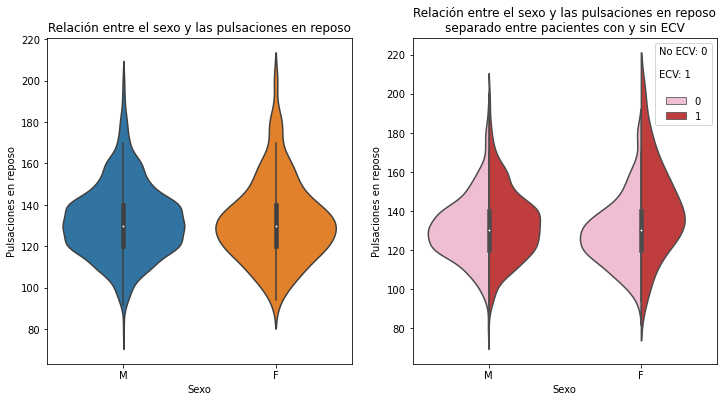 Relación entre el sexo y las pulsaciones en reposo
220
200
180
160
140
120
100
80
Pulsaciones en reposo
M
F
Sexo
Relación entre el sexo y las pulsaciones en reposo
separado entre pacientes con y sin ECV
No ECV: 0
ECV: 1
0
1
220
200
180
160
140
120
100
80
Pulsaciones en reposo
M
F
Sexo